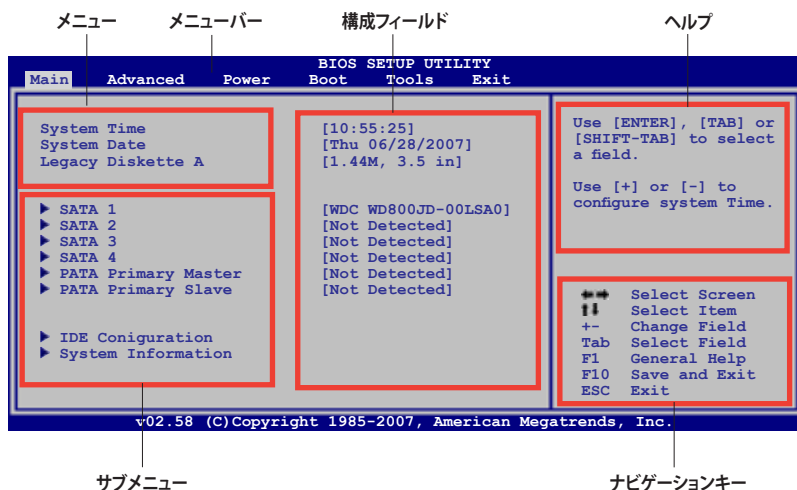 メニュー メニューバー 構成フィールド ヘルプ
BIOS SETUP UTILITY
Main Advanced Power Boot Tools Exit
System Time [10:55:25]
System Date [Thu 06/28/2007]
Legacy Diskette A [1.44M, 3.5 in]
SATA 1 [WDC WD800JD-00LSA0]
SATA 2 [Not Detected]
SATA 3 [Not Detected]
SATA 4 [Not Detected]
PATA Primary Master [Not Detected]
PATA Primary Slave [Not Detected]
IDE Coniguration
System Information
Use [ENTER], [TAB] or
[SHIFT-TAB] to select
a field.
Use [+] or [-] to
configure system Time.
Select Screen
Select Item
+- Change Field
Tab Select Field
F1 General Help
F10 Save and Exit
ESC Exit
v02.58 (C)Copyright 1985-2007, American Megatrends, Inc.
サブメニュー ナビゲーションキー